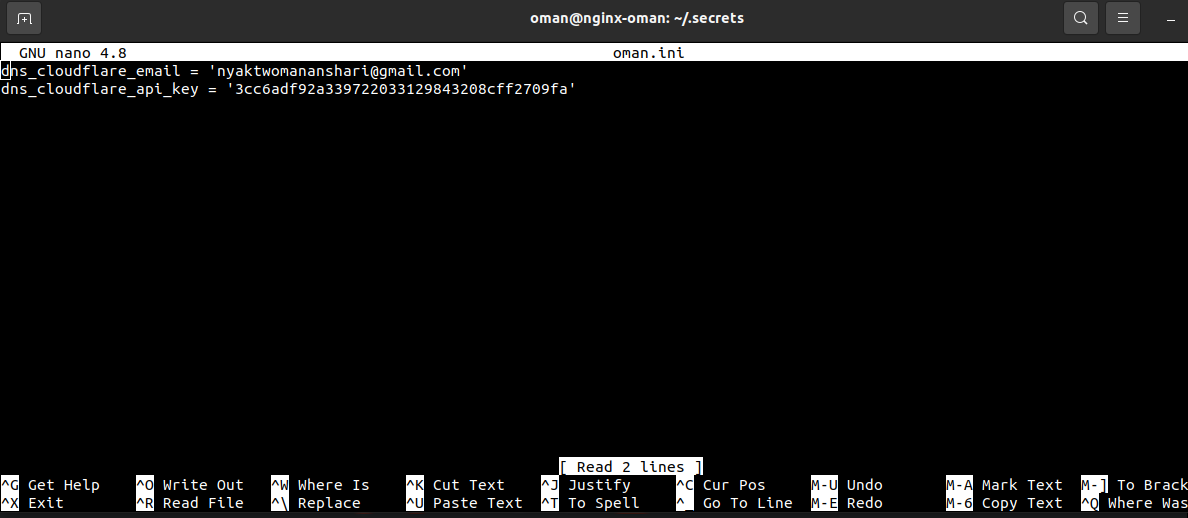 oman@nginx-oman: ~/.secrets
GNU nano 4.8 oman.ini
dns_cloudflare_email = 'nyaktwomananshari@gmail.com'
dns_cloudflare_api_key = '3cc6adf92a339722033129843208cff2709fa'
[ Read 2 lines ]
^G Get Help ^O Write Out ^W Where Is ^K Cut Text ^J Justify ^C Cur Pos M-U Undo M-A Mark Text M-] To Brack
^X Exit ^R Read File ^\ Replace ^U Paste Text ^T To Spell ^_ Go To Line M-E Redo M-6 Copy Text ^Q Where Was